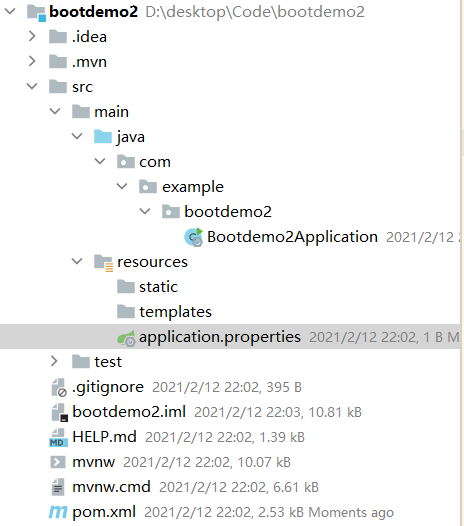 bootdemo2 D:\desktop\Code\bootdemo2
.idea
.mvn
src
main
java
com
example
bootdemo2
Bootdemo2Application 2021/2/12
resources
static
templates
application.properties 2021/2/12 22:02, 1 B M
test
.gitignore 2021/2/12 22:02, 395 B
bootdemo2.iml 2021/2/12 22:03, 10.81 kB
HELP.md 2021/2/12 22:02, 1.39 kB
mvnw 2021/2/12 22:02, 10.07 kB
mvnw.cmd 2021/2/12 22:02, 6.61 kB
pom.xml 2021/2/12 22:02, 2.53 kB Moments ago